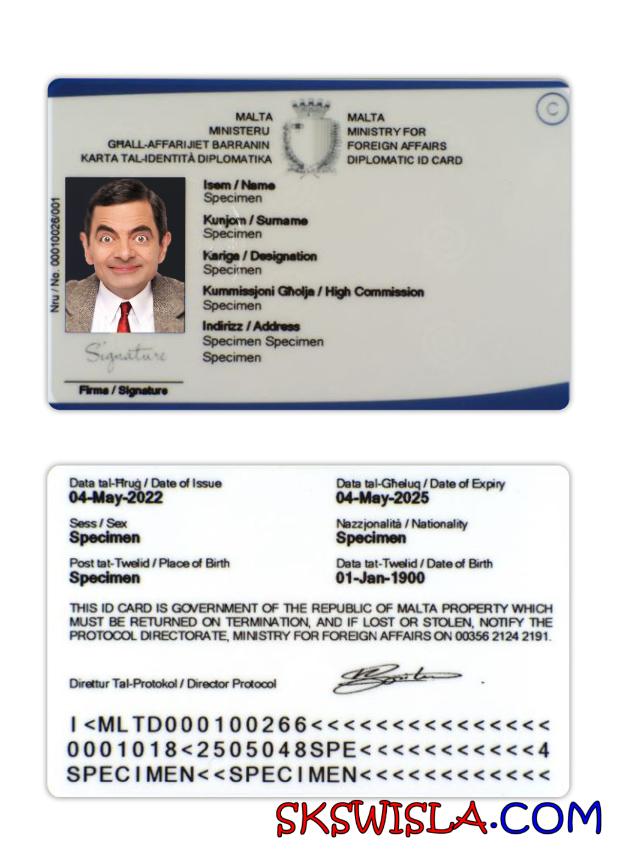 MALTA
MINISTERU
GĦALL-AFFARIJIET BARRANIN
KARTA TAL-IDENTITÀ DIPLOMATIKA
MALTA
MINISTRY FOR
FOREIGN AFFAIRS
DIPLOMATIC ID CARD
C
Nru / No. 00010026/001
Isem / Name
Specimen
Kunjom / Surname
Specimen
Kariga / Designation
Specimen
Kummissjoni Għolja / High Commission
Specimen
Indirizz / Address
Specimen Specimen
Specimen
Signature
Firma / Signature
Data tal-Ħruġ / Date of Issue
04-May-2022
Data tal-Għeluq / Date of Expiry
04-May-2025
Sess / Sex
Specimen
Nazzjonalità / Nationality
Specimen
Post tat-Twelid / Place of Birth
Specimen
Data tat-Twelid / Date of Birth
01-Jan-1900
THIS ID CARD IS GOVERNMENT OF THE REPUBLIC OF MALTA PROPERTY WHICH
MUST BE RETURNED ON TERMINATION, AND IF LOST OR STOLEN, NOTIFY THE
PROTOCOL DIRECTORATE, MINISTRY FOR FOREIGN AFFAIRS ON 00356 2124 2191.
Direttur Tal-Protokol / Director Protocol
I<MLTD000100266<<<<<<<<<<<<<<<
0001018<2505048SPE<<<<<<<<<<<4
SPECIMEN<<SPECIMEN<<<<<<<<<<<<
SKSWISLA.COM